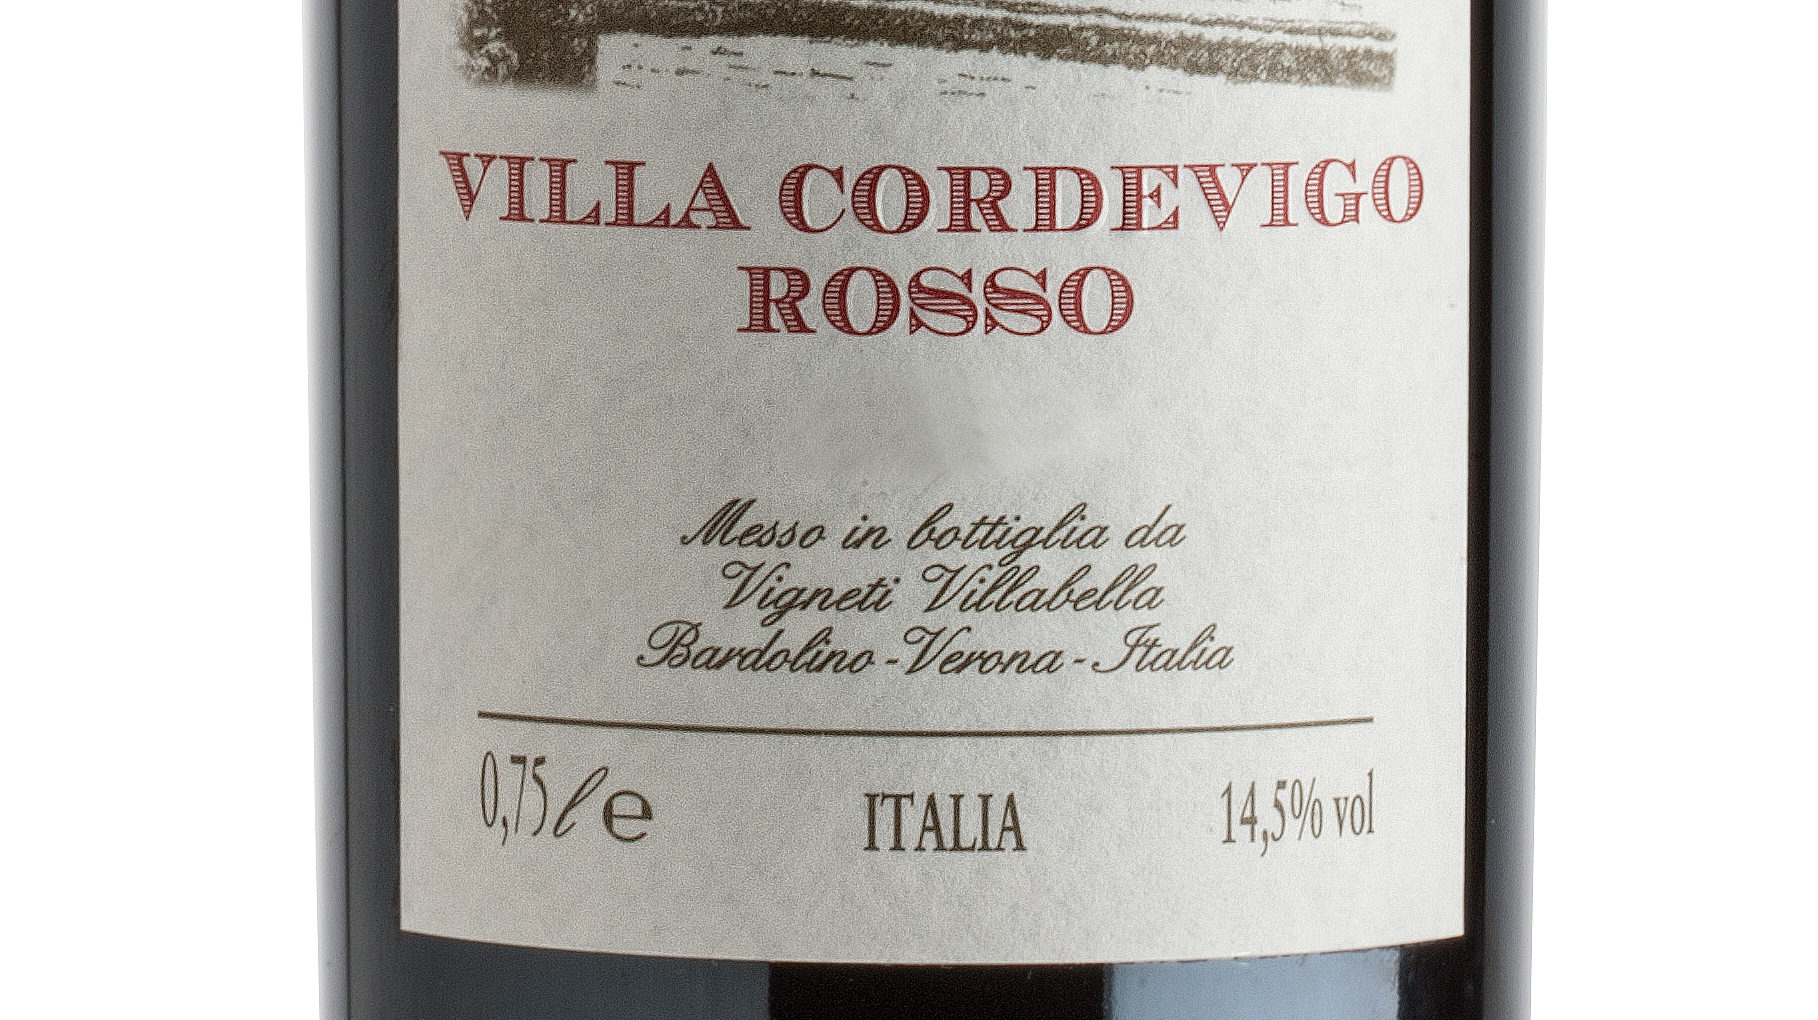 VILLA CORDEVIGO
ROSSO
Messo in bottiglia da
Vigneti Villabella
Bardolino - Verona - Italia
0,75 ℓ e
ITALIA
14,5% vol